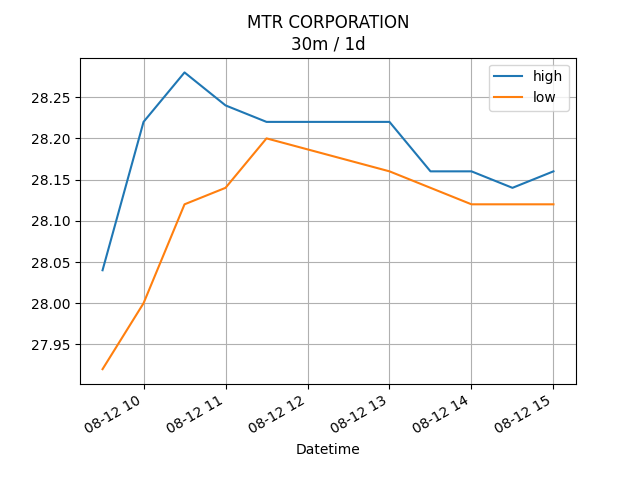 MTR CORPORATION
30m / 1d
high
low
28.25
28.20
28.15
28.10
28.05
28.00
27.95
08-12 10
08-12 11
08-12 12
08-12 13
08-12 14
08-12 15
Datetime